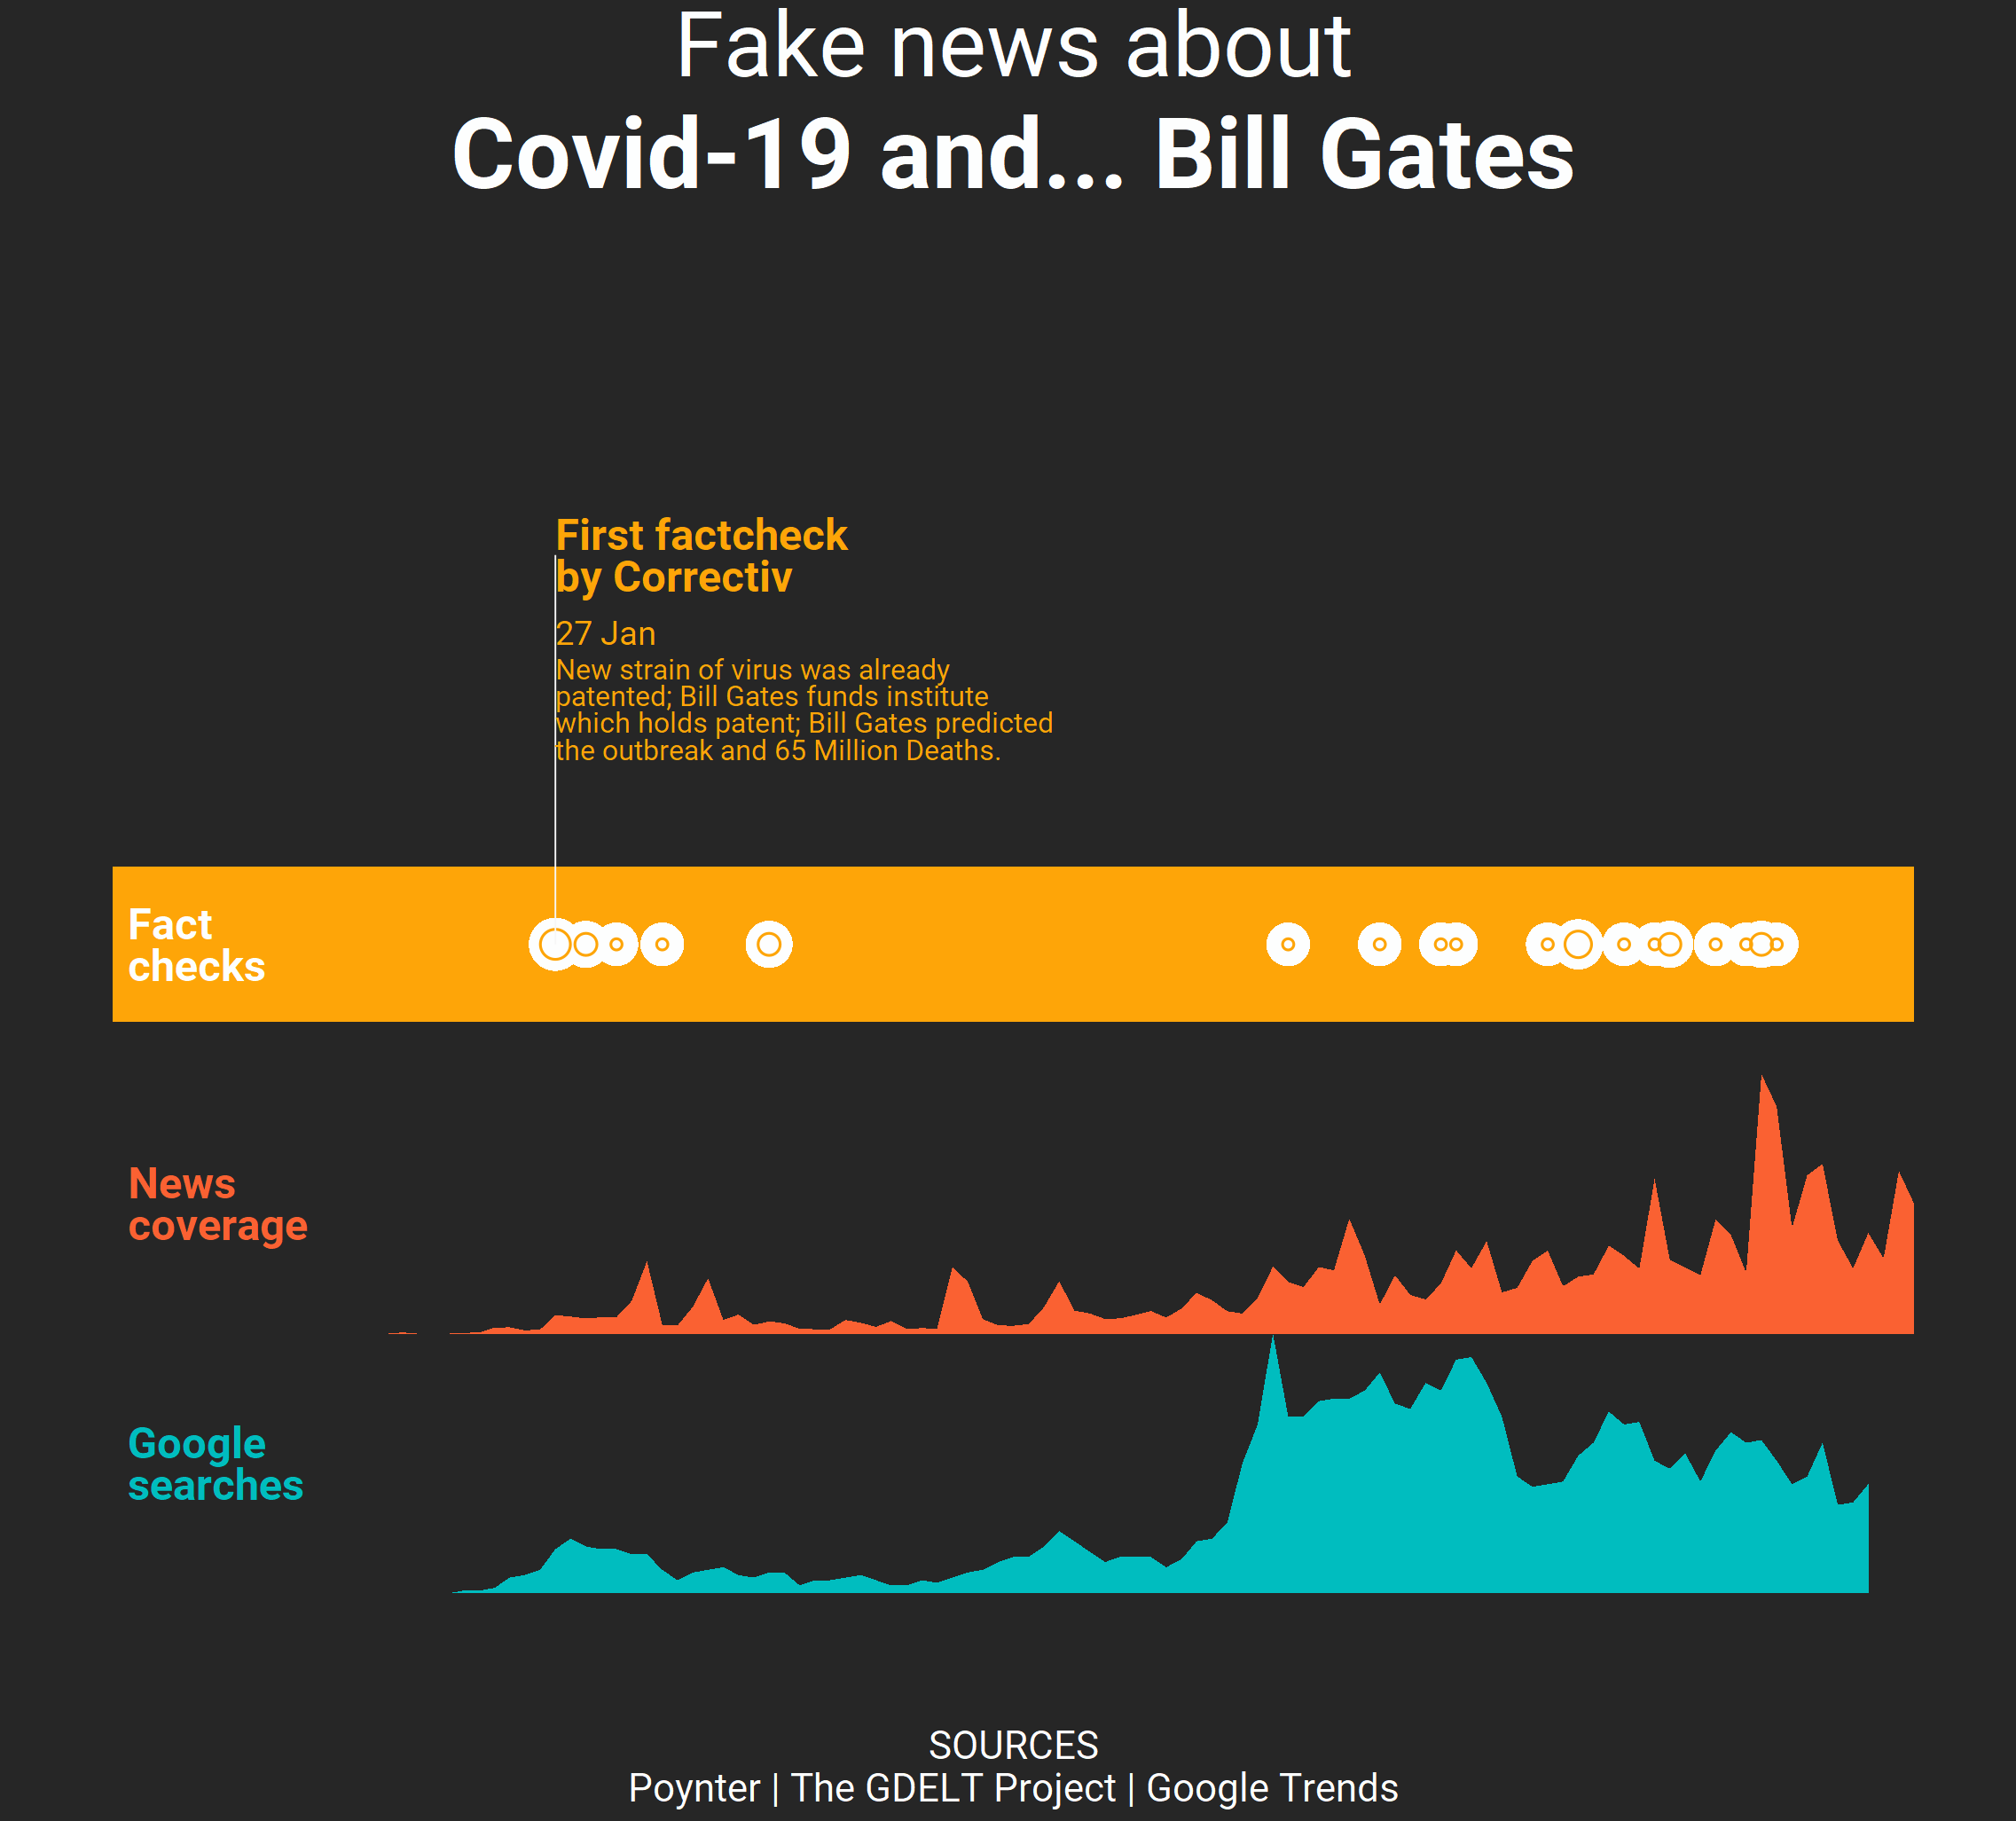 Fake news about
Covid-19 and... Bill Gates
First factcheck
by Correctiv
27 Jan
New strain of virus was already
patented; Bill Gates funds institute
which holds patent; Bill Gates predicted
the outbreak and 65 Million Deaths.
Fact
checks
News
coverage
Google
searches
SOURCES
Poynter | The GDELT Project | Google Trends